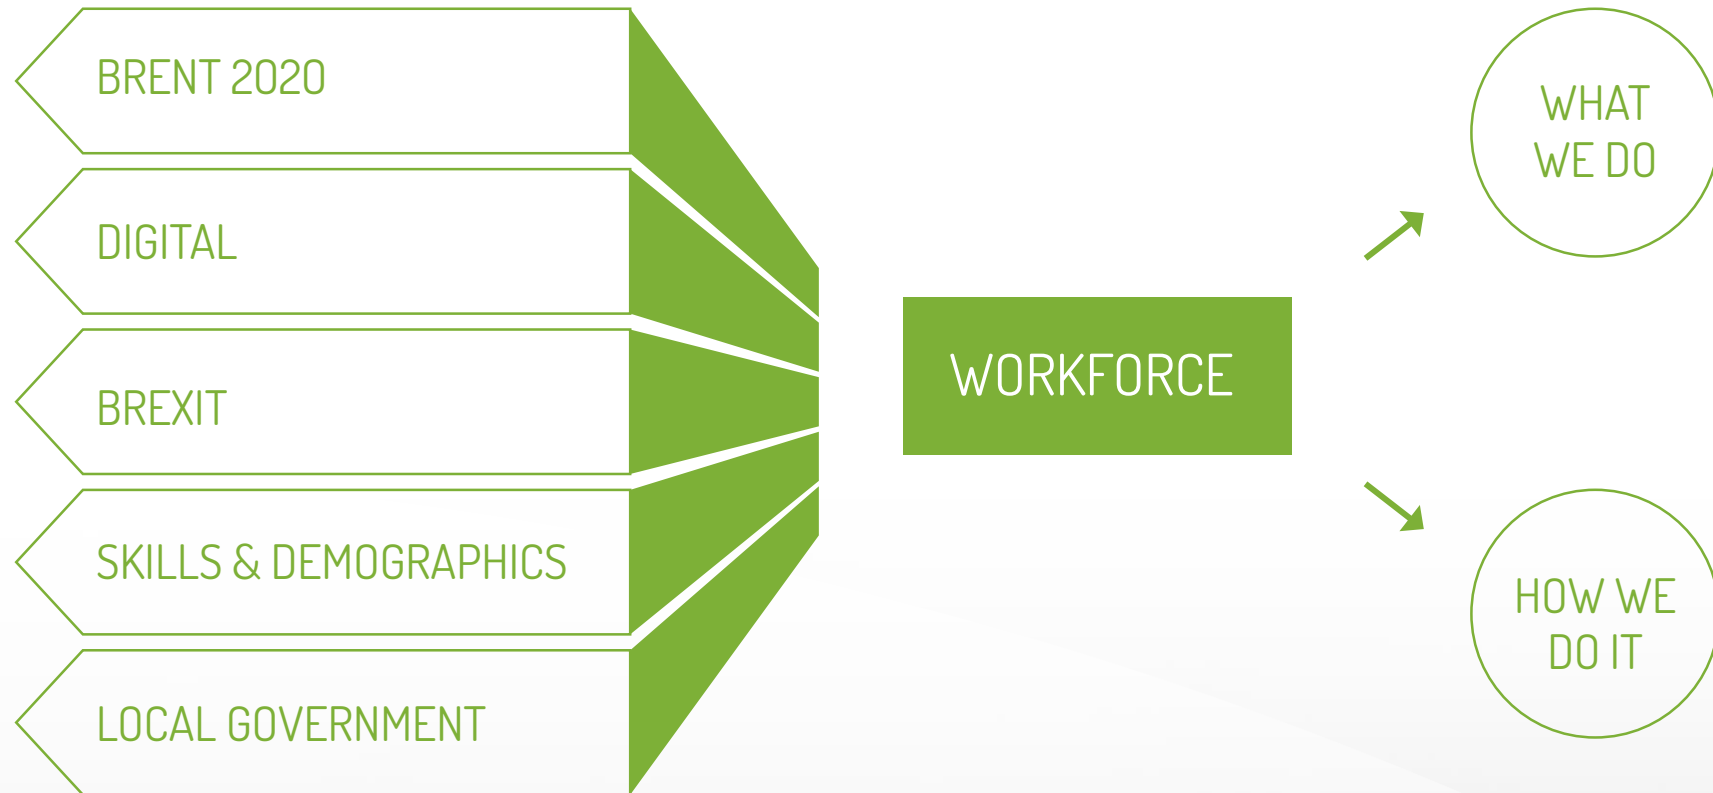 BRENT 2020
DIGITAL
BREXIT
SKILLS & DEMOGRAPHICS
LOCAL GOVERNMENT
WORKFORCE
WHAT
WE DO
HOW WE
DO IT